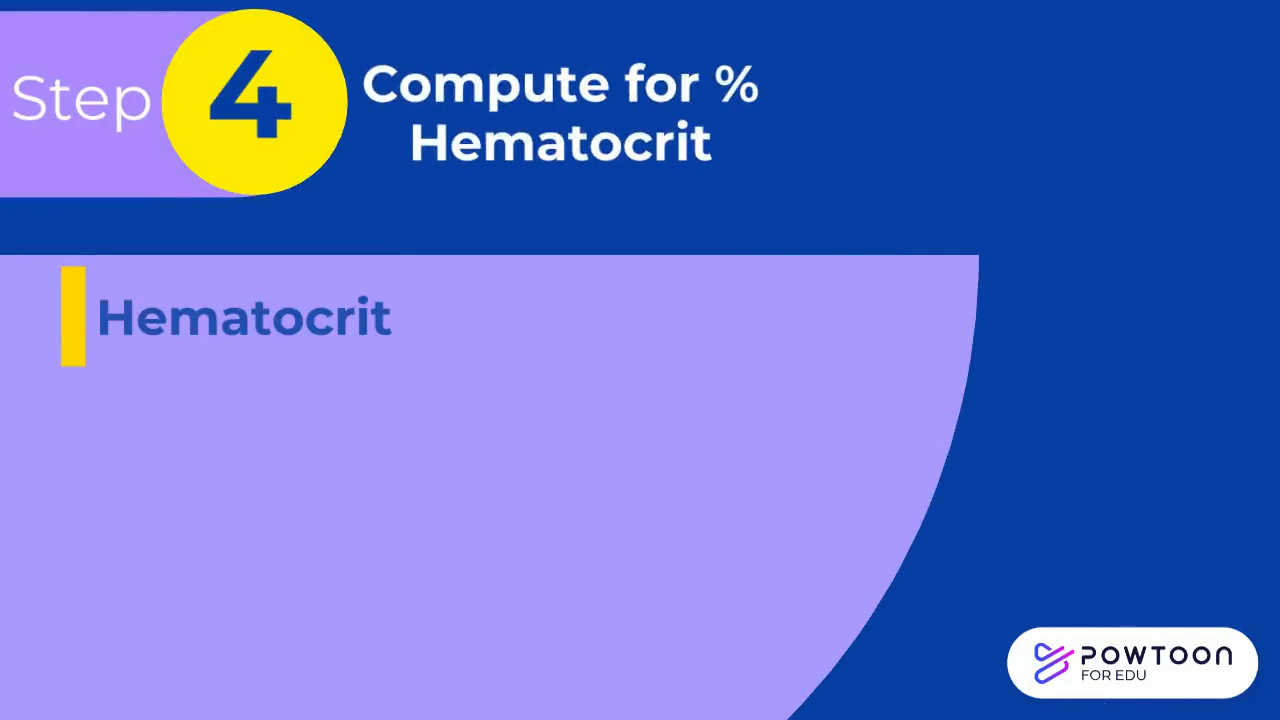 Step 4 Compute for %
Hematocrit
Hematocrit
POWTOON
FOR EDU